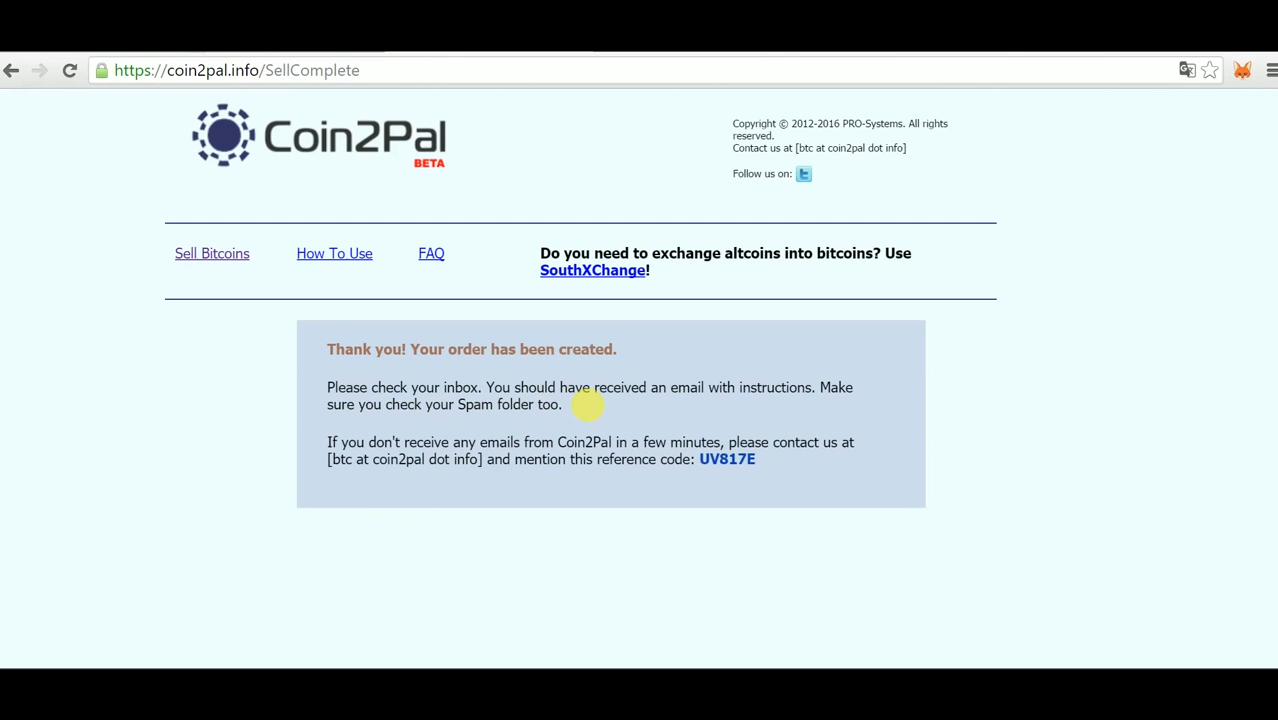 https://coin2pal.info/SellComplete
Coin2Pal
BETA
Copyright © 2012-2016 PRO-Systems. All rights
reserved.
Contact us at [btc at coin2pal dot info]
Follow us on:
Sell Bitcoins
How To Use
FAQ
Do you need to exchange altcoins into bitcoins? Use
SouthXChange!
Thank you! Your order has been created.
Please check your inbox. You should have received an email with instructions. Make
sure you check your Spam folder too.
If you don't receive any emails from Coin2Pal in a few minutes, please contact us at
[btc at coin2pal dot info] and mention this reference code: UV817E